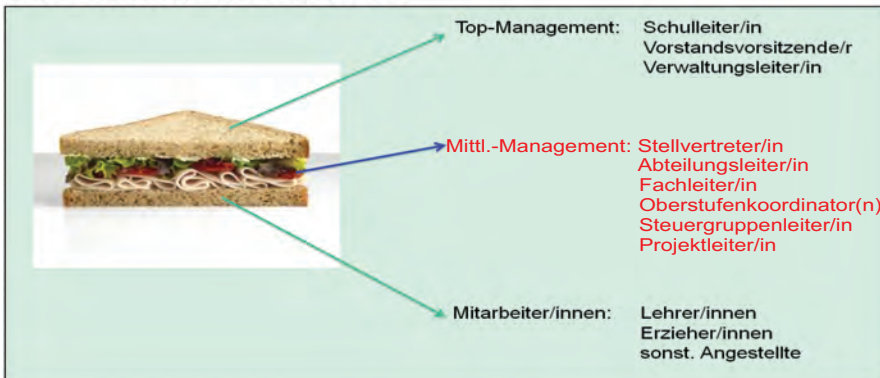 Top-Management: Schulleiter/in
Vorstandsvorsitzende/r
Verwaltungsleiter/in
Mittl.-Management: Stellvertreter/in
Abteilungsleiter/in
Fachleiter/in
Oberstufenkoordinator(n)
Steuergruppenleiter/in
Projektleiter/in
Mitarbeiter/innen: Lehrer/innen
Erzieher/innen
sonst. Angestellte